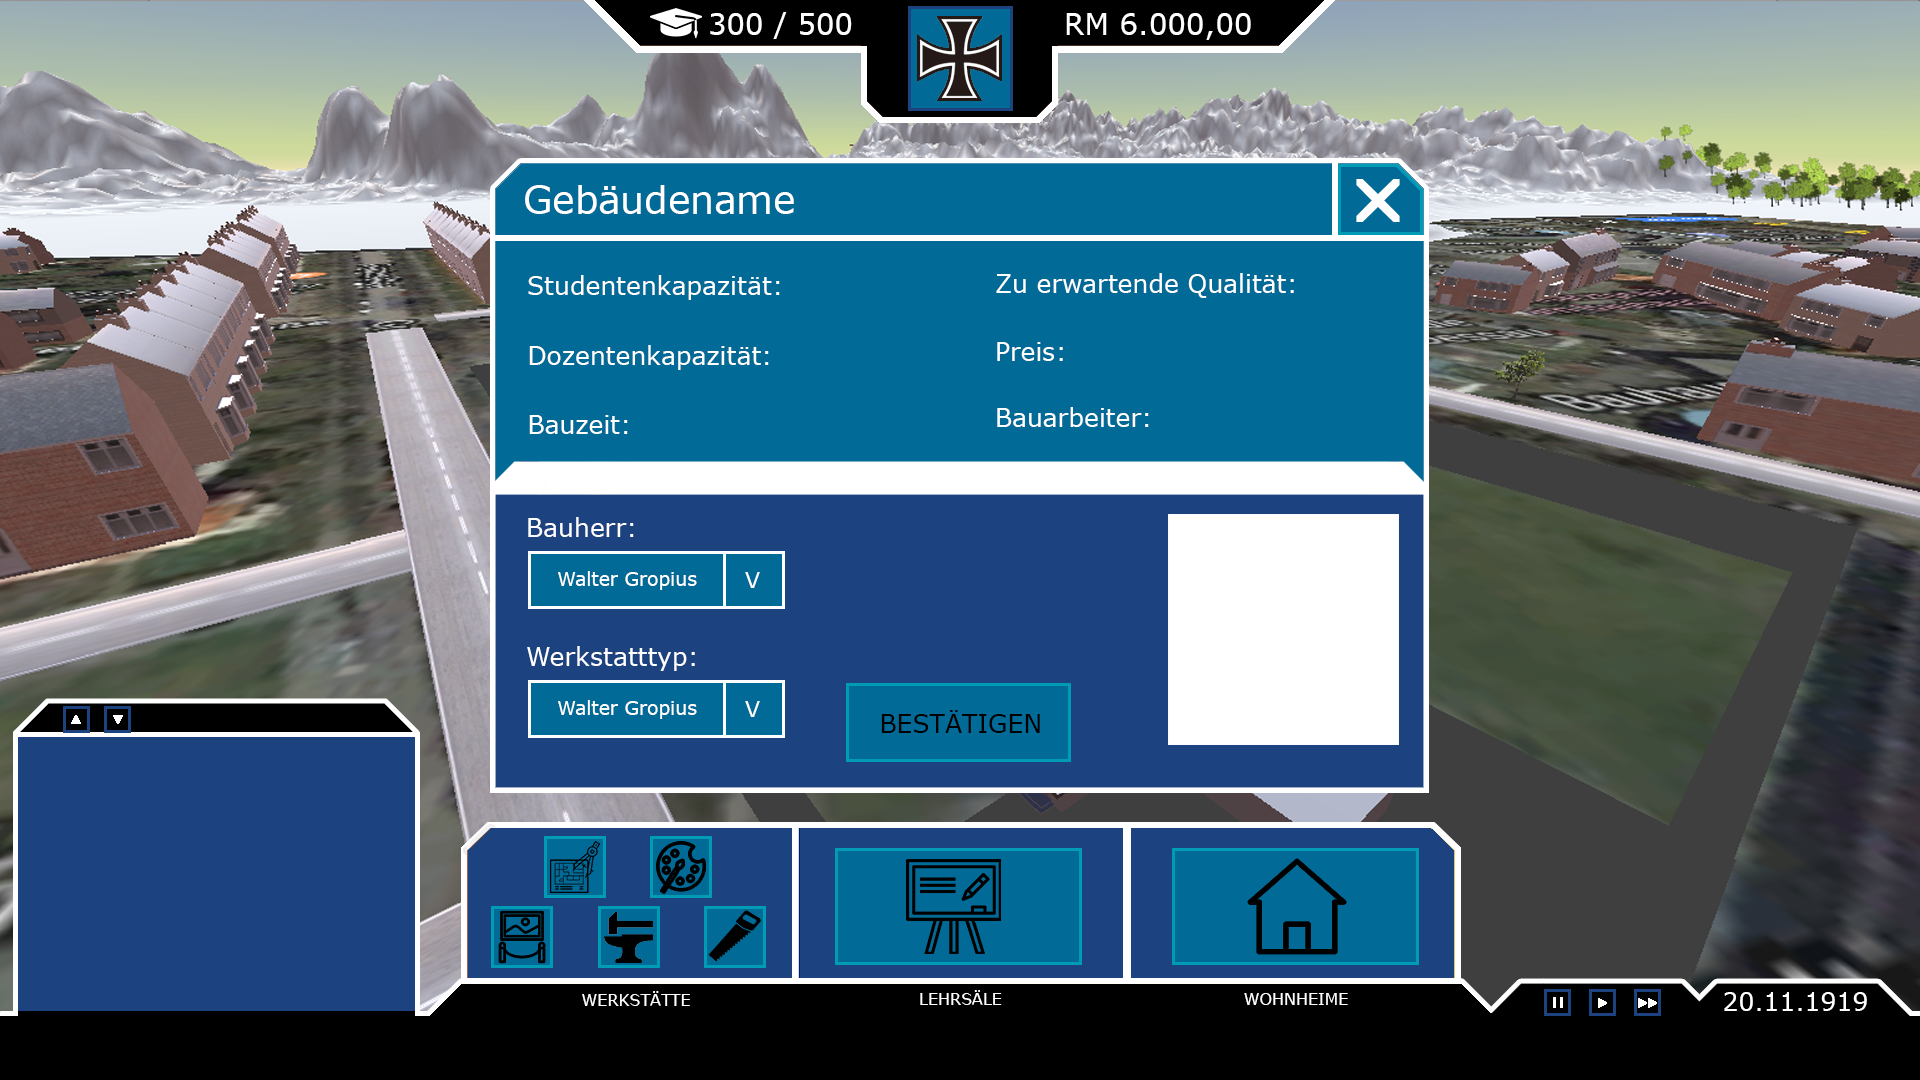 300 / 500
RM 6.000,00
Gebäudename
Studentenkapazität:
Zu erwartende Qualität:
Dozentenkapazität:
Preis:
Bauzeit:
Bauarbeiter:
Bauherr:
Walter Gropius V
Werkstatttyp:
Walter Gropius V
BESTÄTIGEN
WERKSTÄTTE
LEHRSÄLE
WOHNHEIME
20.11.1919